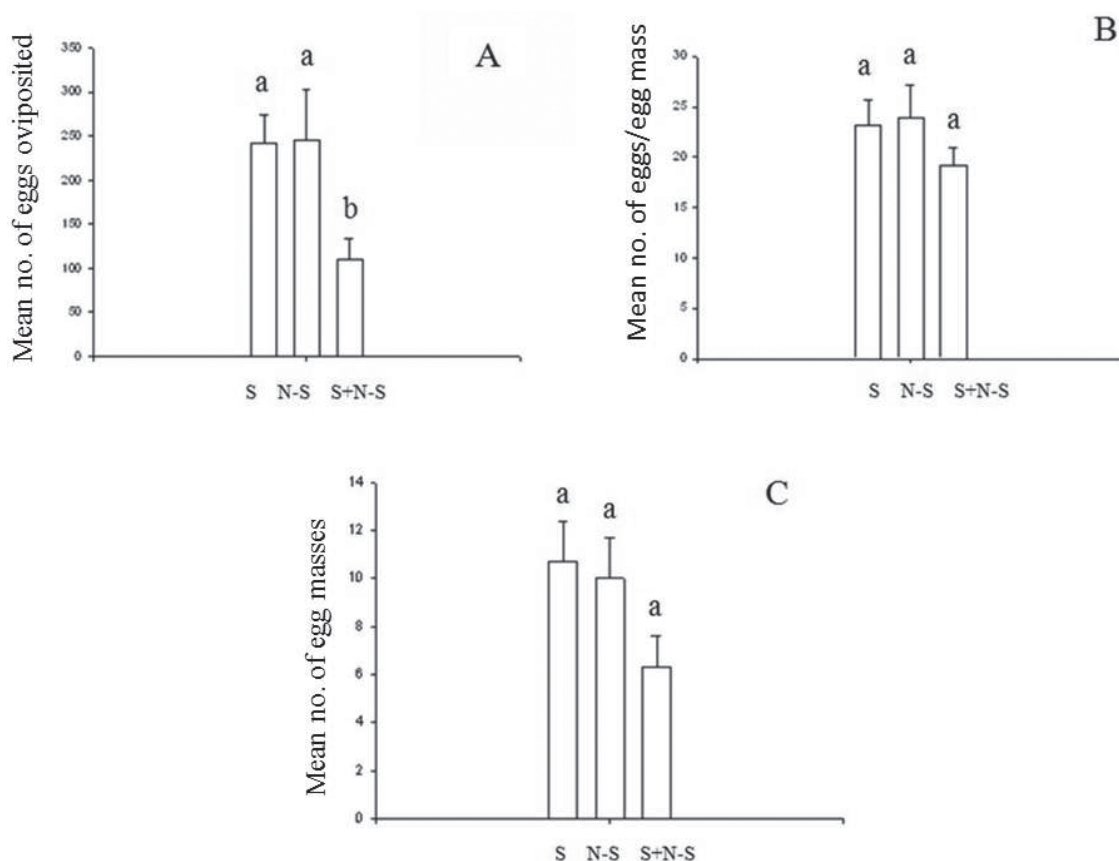 A
Mean no. of eggs oviposited
350
300
250
200
150
100
50
0
a
a
b
S N-S S+N-S
B
Mean no. of eggs/egg mass
30
25
20
15
10
5
0
a
a
a
S N-S S+N-S
C
Mean no. of egg masses
14
12
10
8
6
4
2
0
a
a
a
S N-S S+N-S